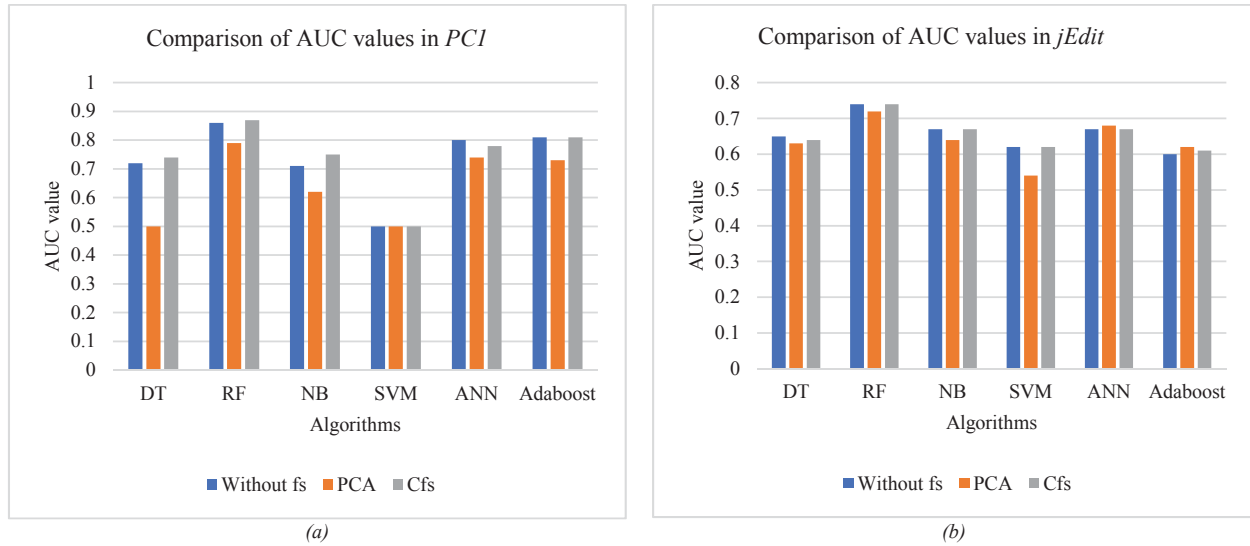 Comparison of AUC values in PC1
1
0.9
0.8
0.7
0.6
0.5
0.4
0.3
0.2
0.1
0
AUC value
DT RF NB SVM ANN Adaboost
Algorithms
Without fs PCA Cfs
(a)
Comparison of AUC values in jEdit
0.8
0.7
0.6
0.5
0.4
0.3
0.2
0.1
0
AUC value
DT RF NB SVM ANN Adaboost
Algorithms
Without fs PCA Cfs
(b)